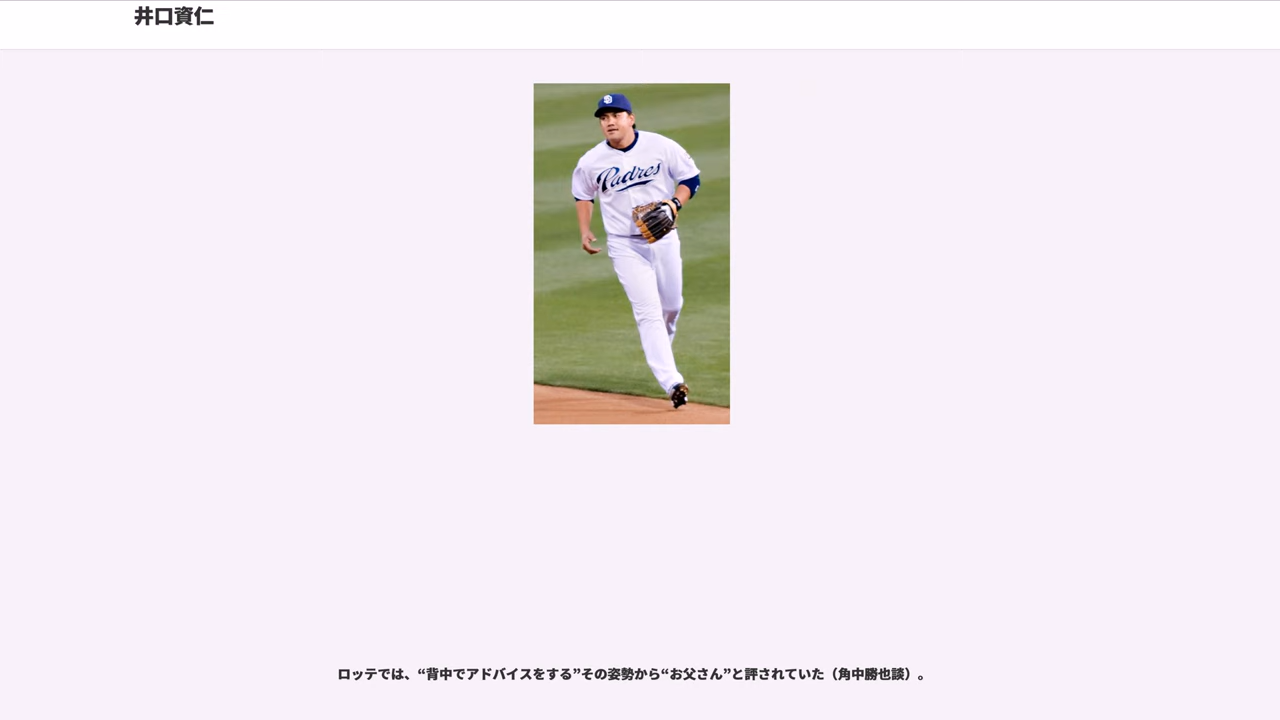 井口資仁
Padres
ロッテでは、“背中でアドバイスをする”その姿勢から“お父さん”と評されていた（角中勝也談）。